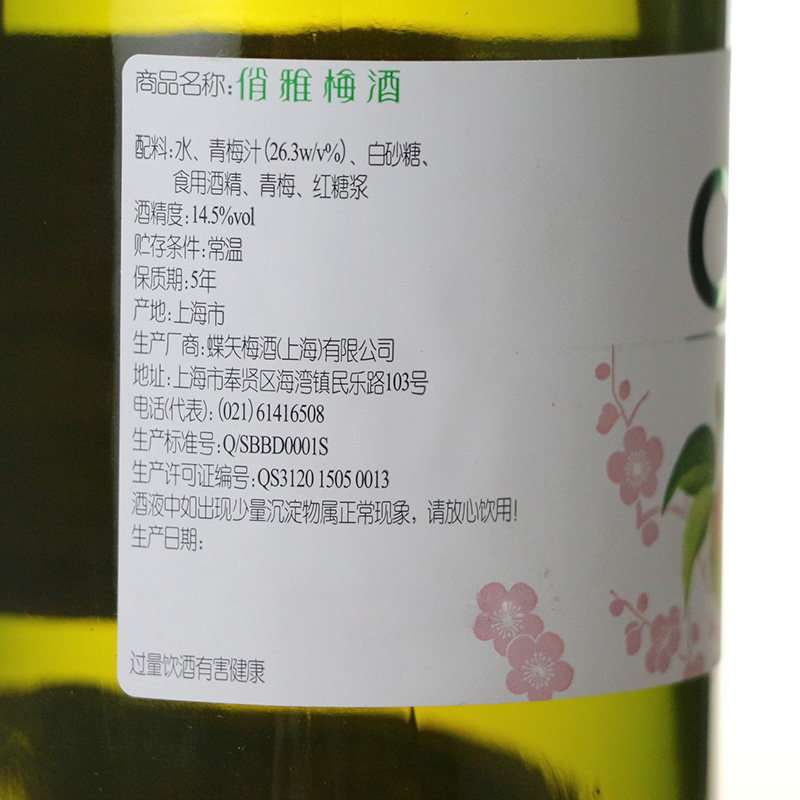 商品名称:俏雅梅酒
配料:水、青梅汁(26.3w/v%)、白砂糖、
食用酒精、青梅、红糖浆
酒精度:14.5%vol
贮存条件:常温
保质期:5年
产地:上海市
生产厂商:蝶矢梅酒(上海)有限公司
地址:上海市奉贤区海湾镇民乐路103号
电话(代表):(021)61416508
生产标准号:Q/SBBD0001S
生产许可证编号:QS3120 1505 0013
酒液中如出现少量沉淀物属正常现象,请放心饮用!
生产日期:
过量饮酒有害健康